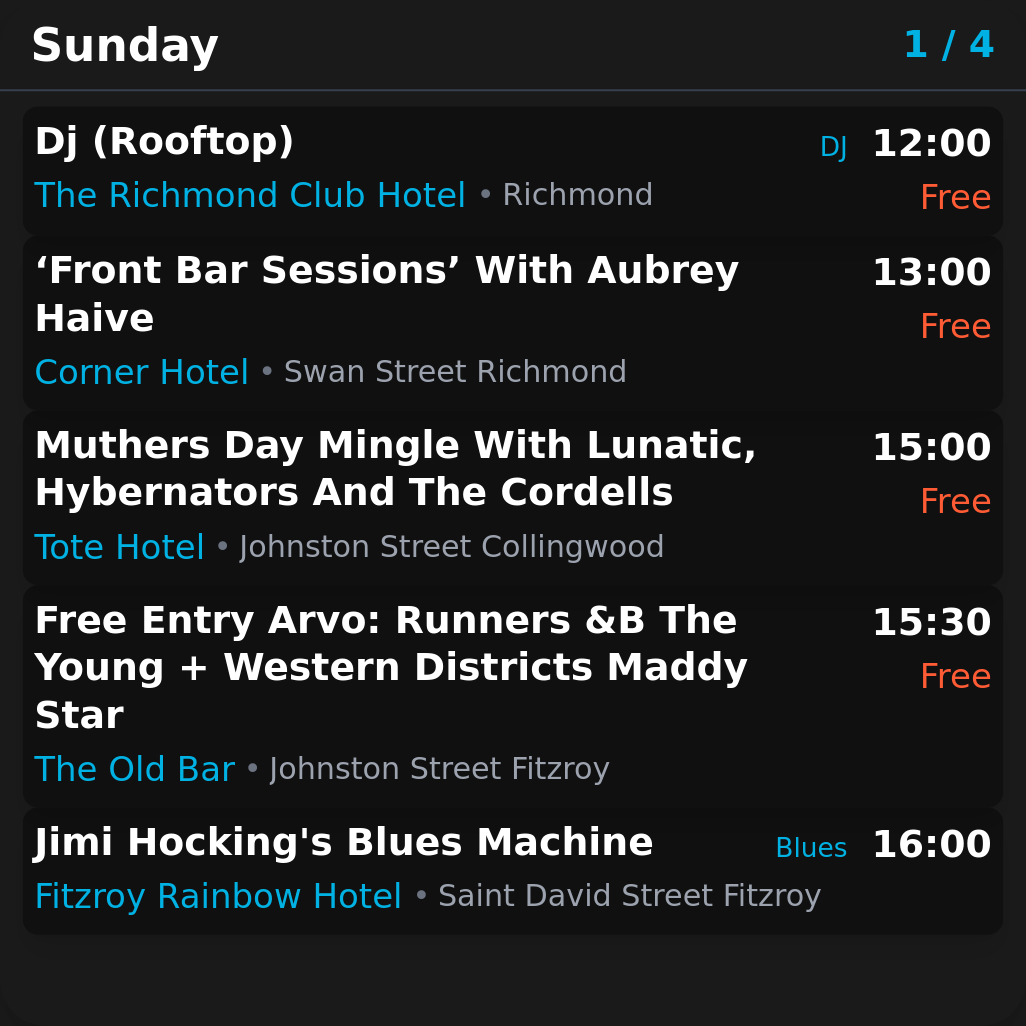 Sunday 1 / 4
Dj (Rooftop) DJ 12:00
The Richmond Club Hotel • Richmond Free
‘Front Bar Sessions’ With Aubrey 13:00
Haive Free
Corner Hotel • Swan Street Richmond
Muthers Day Mingle With Lunatic, 15:00
Hybernators And The Cordells Free
Tote Hotel • Johnston Street Collingwood
Free Entry Arvo: Runners &B The 15:30
Young + Western Districts Maddy Free
Star
The Old Bar • Johnston Street Fitzroy
Jimi Hocking's Blues Machine Blues 16:00
Fitzroy Rainbow Hotel • Saint David Street Fitzroy